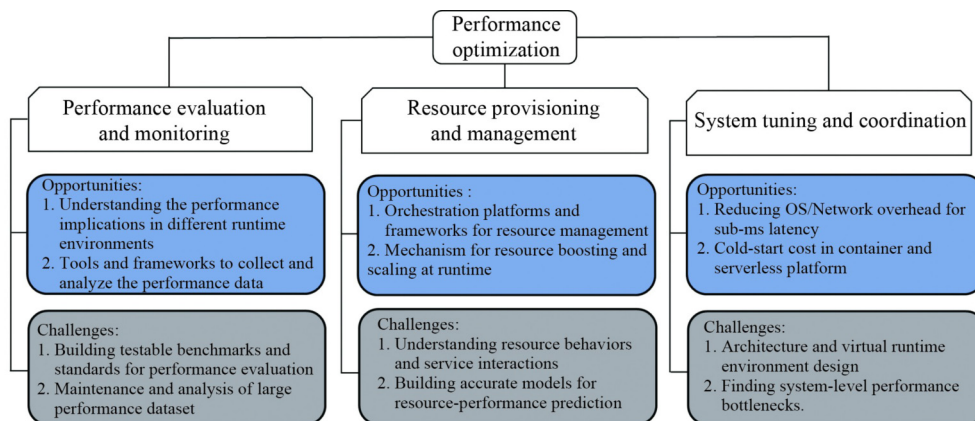 Performance
optimization
Performance evaluation
and monitoring
Resource provisioning
and management
System tuning and coordination
Opportunities:
1. Understanding the performance
implications in different runtime
environments
2. Tools and frameworks to collect and
analyze the performance data
Opportunities :
1. Orchestration platforms and
frameworks for resource management
2. Mechanism for resource boosting and
scaling at runtime
Opportunities:
1. Reducing OS/Network overhead for
sub-ms latency
2. Cold-start cost in container and
serverless platform
Challenges:
1. Building testable benchmarks and
standards for performance evaluation
2. Maintenance and analysis of large
performance dataset
Challenges:
1. Understanding resource behaviors
and service interactions
2. Building accurate models for
resource-performance prediction
Challenges:
1. Architecture and virtual runtime
environment design
2. Finding system-level performance
bottlenecks.